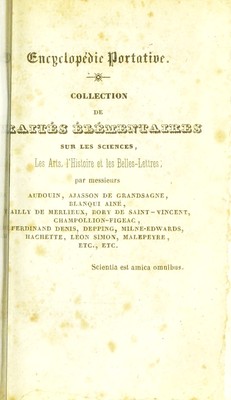 Encyclopédie Portative.
COLLECTION
DE
RAITÉS ÉLÉMENTAIRES
SUR LES SCIENCES,
Les Arts, l'Histoire et les Belles-Lettres;
par messieurs
AUDOUIN, AJASSON DE GRANDSAGNE,
BLANQUI AINÉ,
AILLY DE MERLIEUX, BORY DE SAINT-VINCENT,
CHAMPOLLION-FIGEAC,
FERDINAND DENIS, DEPPING, MILNE-EDWARDS,
HACHETTE, LÉON SIMON, MALEPEYRE,
ETC., ETC.
Scientia est amica omnibus.